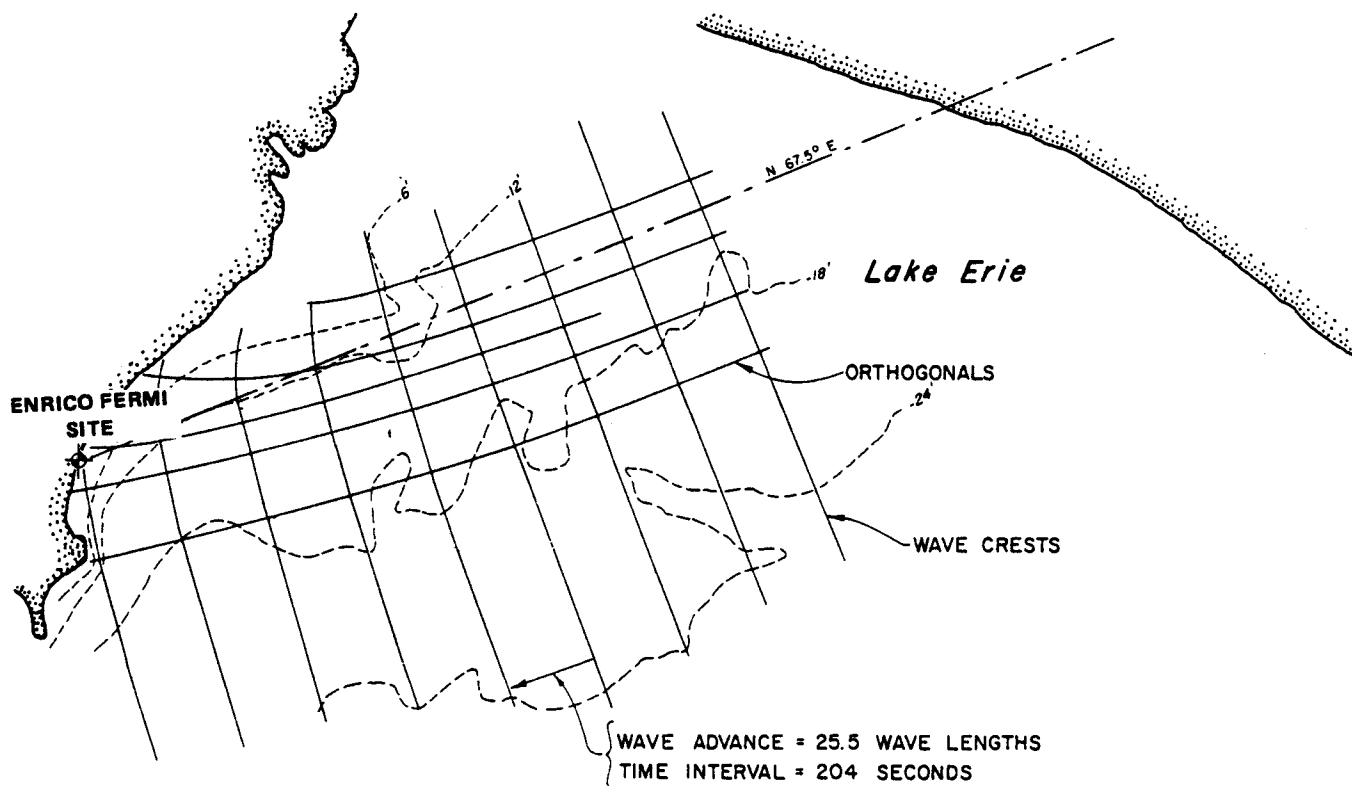 N 67.5° E
6'
12'
18'
Lake Erie
ORTHOGONALS
24'
ENRICO FERMI
SITE
WAVE CRESTS
WAVE ADVANCE = 25.5 WAVE LENGTHS
TIME INTERVAL = 204 SECONDS